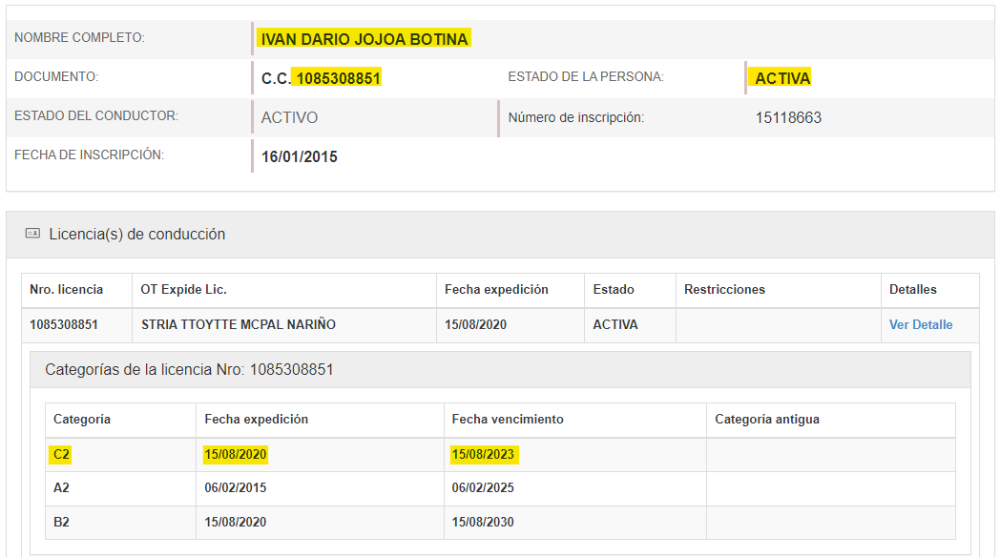 NOMBRE COMPLETO: IVAN DARIO JOJOA BOTINA
DOCUMENTO: C.C. 1085308851 ESTADO DE LA PERSONA: ACTIVA
ESTADO DEL CONDUCTOR: ACTIVO Número de inscripción: 15118663
FECHA DE INSCRIPCIÓN: 16/01/2015
Licencia(s) de conducción
Nro. licencia OT Expide Lic. Fecha expedición Estado Restricciones Detalles
1085308851 STRIA TTOYTTE MCPAL NARIÑO 15/08/2020 ACTIVA Ver Detalle
Categorías de la licencia Nro: 1085308851
Categoría Fecha expedición Fecha vencimiento Categoría antigua
C2 15/08/2020 15/08/2023
A2 06/02/2015 06/02/2025
B2 15/08/2020 15/08/2030